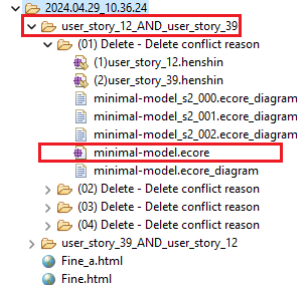 2024.04.29_10.36.24
user_story_12_AND_user_story_39
(01) Delete - Delete conflict reason
(1)user_story_12.henshin
(2)user_story_39.henshin
minimal-model_s2_000.ecore_diagram
minimal-model_s2_001.ecore_diagram
minimal-model_s2_002.ecore_diagram
minimal-model.ecore
minimal-model.ecore_diagram
(02) Delete - Delete conflict reason
(03) Delete - Delete conflict reason
(04) Delete - Delete conflict reason
user_story_39_AND_user_story_12
Fine_a.html
Fine.html